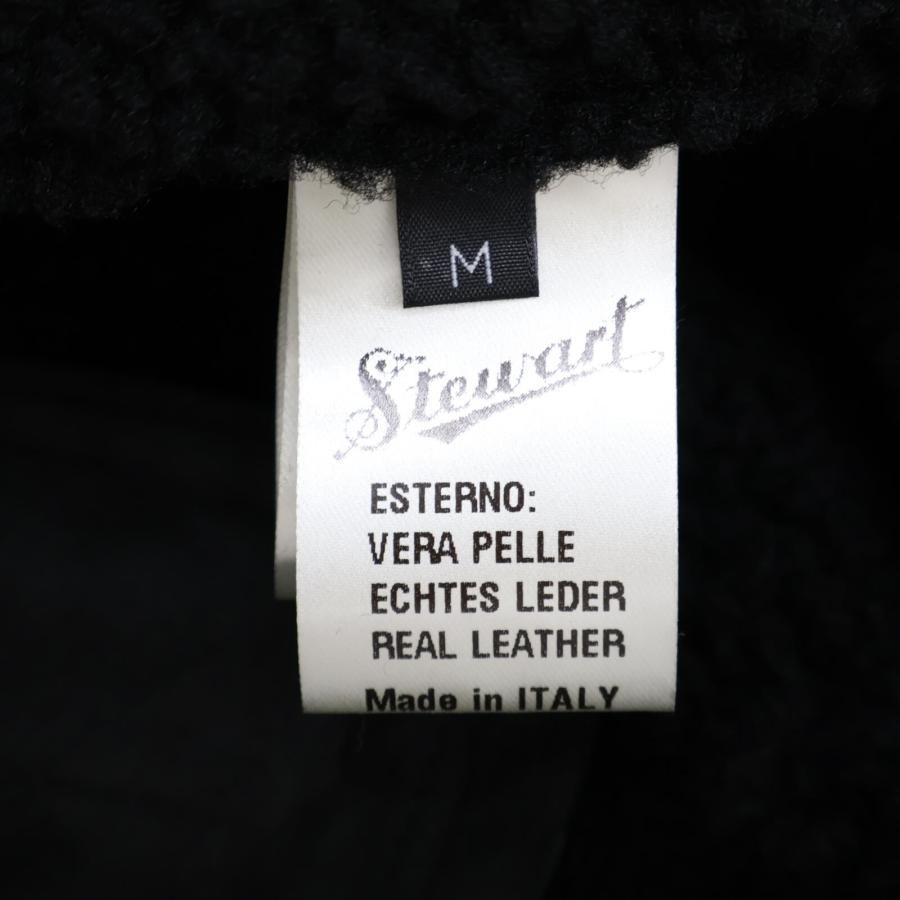 M
Stewart
ESTERNO:
VERA PELLE
ECHTES LEDER
REAL LEATHER
Made in ITALY